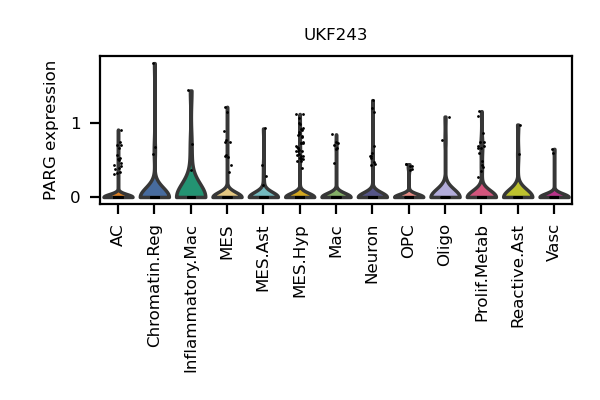 UKF243
PARG expression
1
0
AC
Chromatin.Reg
Inflammatory.Mac
MES
MES.Ast
MES.Hyp
Mac
Neuron
OPC
Oligo
Prolif.Metab
Reactive.Ast
Vasc